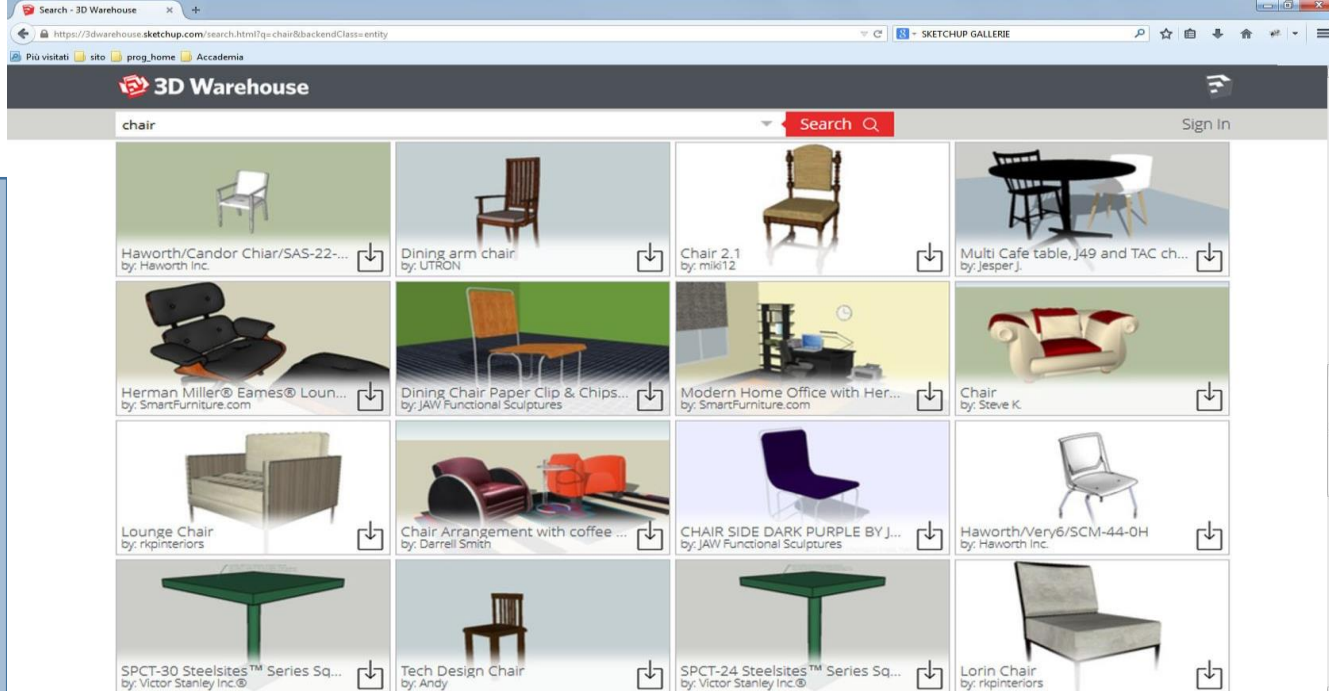 Search - 3D Warehouse
https://3dwarehouse.sketchup.com/search.html?q=chair&backendClass=entity
SKETCHUP GALLERIE
Più visitati sito prog_home Accademia
3D Warehouse
chair
Search
Sign In
Haworth/Candor Chiar/SAS-22-...
by: Haworth Inc.
Dining arm chair
by: UTRON
Chair 2.1
by: miki12
Multi Cafe table, J49 and TAC ch...
by: Jesper J.
Herman Miller® Eames® Loun...
by: SmartFurniture.com
Dining Chair Paper Clip & Chips...
by: JAW Functional Sculptures
Modern Home Office with Her...
by: SmartFurniture.com
Chair
by: Steve K.
Lounge Chair
by: rkpinteriors
Chair Arrangement with coffee ...
by: Darrell Smith
CHAIR SIDE DARK PURPLE BY J...
by: JAW Functional Sculptures
Haworth/Very6/SCM-44-0H
by: Haworth Inc.
SPCT-30 Steelsites™ Series Sq...
by: Victor Stanley Inc.®
Tech Design Chair
by: Andy
SPCT-24 Steelsites™ Series Sq...
by: Victor Stanley Inc.®
Lorin Chair
by: rkpinteriors